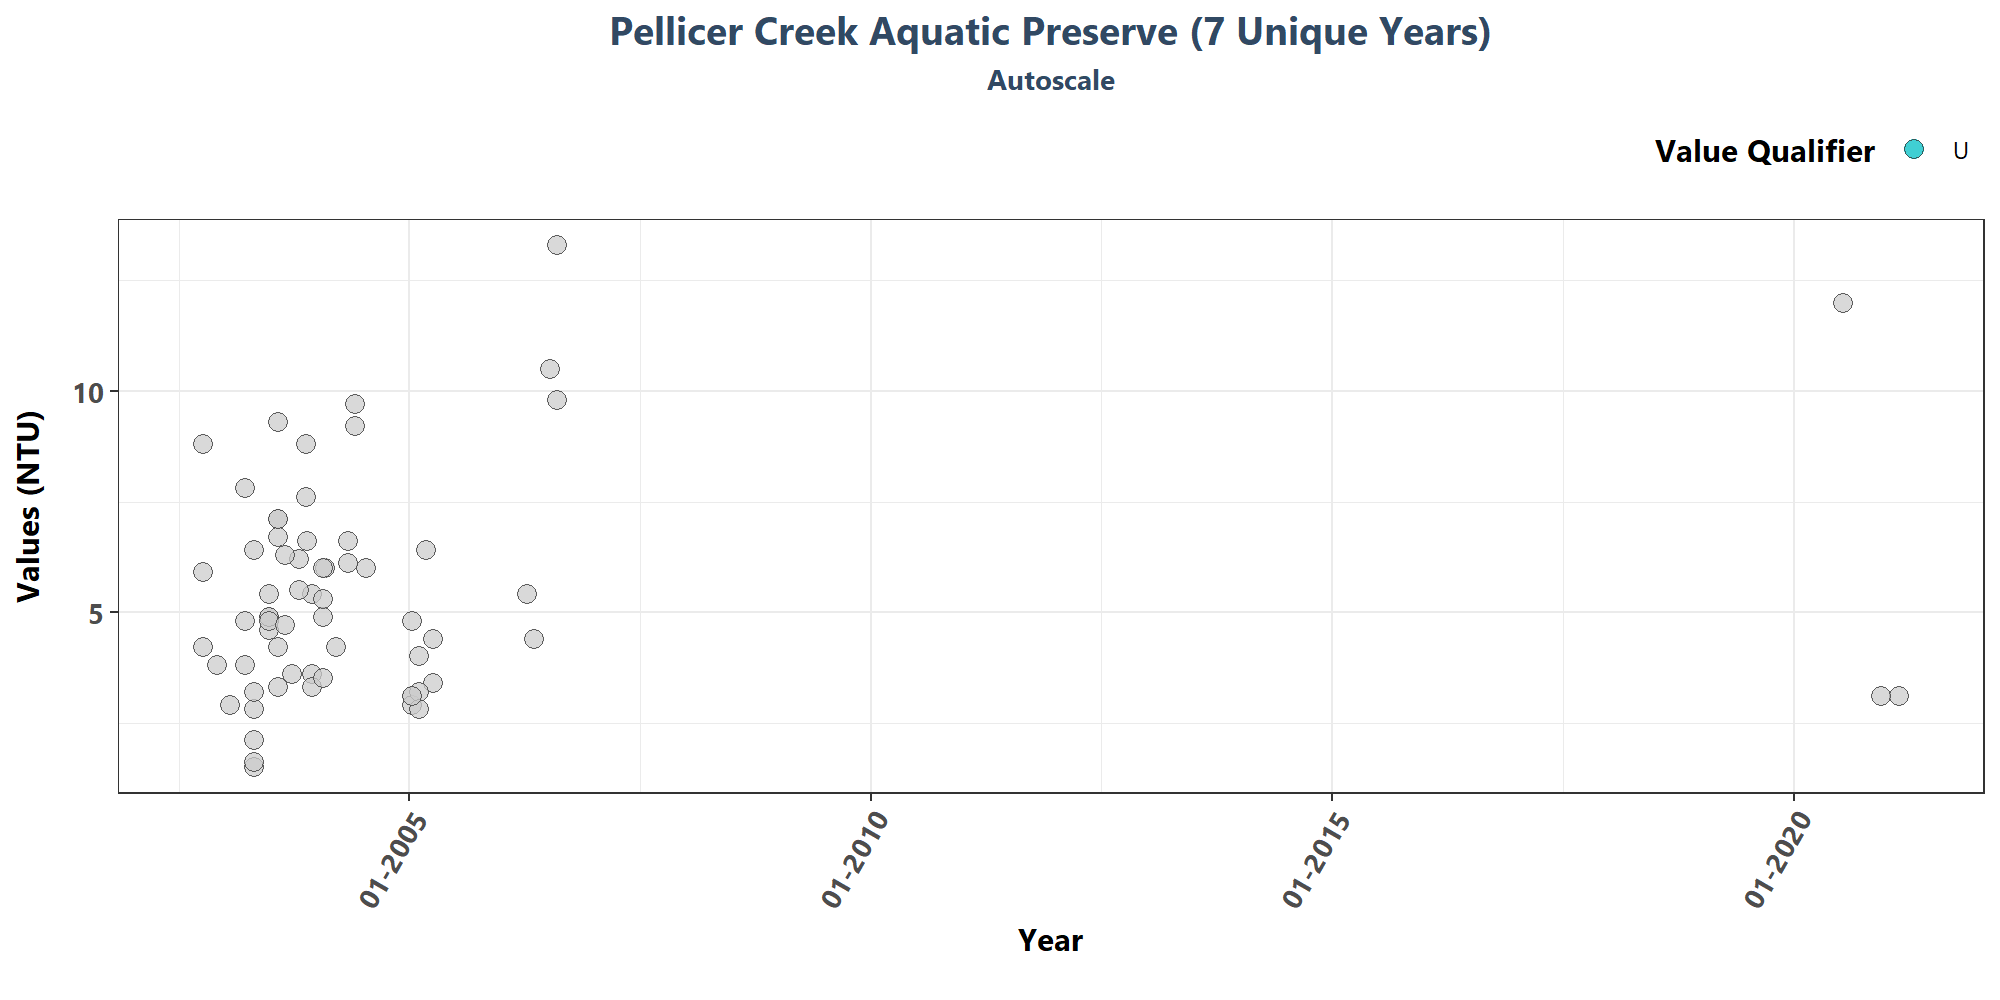 Pellicer Creek Aquatic Preserve (7 Unique Years)
Autoscale
Value Qualifier U
Values (NTU)
10
5
01-2005 01-2010 01-2015 01-2020
Year